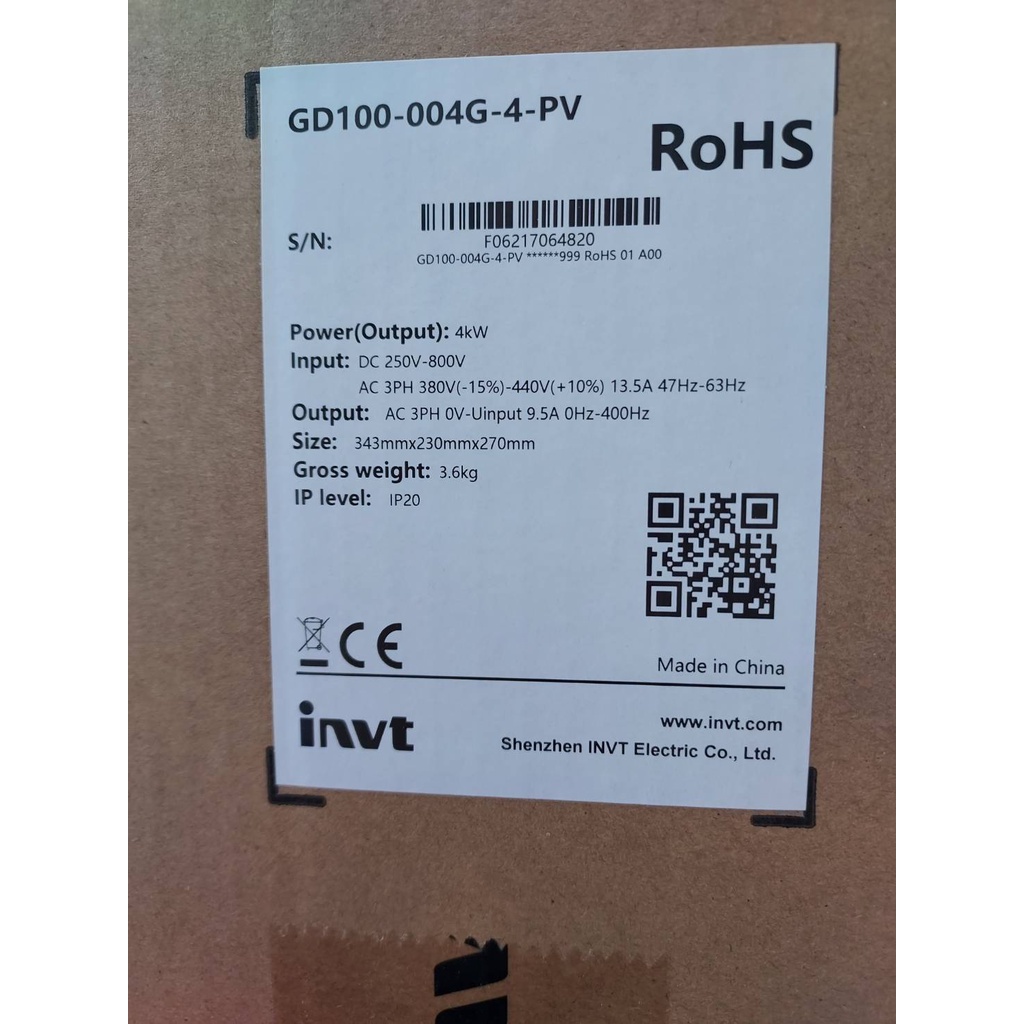 GD100-004G-4-PV
RoHS
S/N:
F06217064820
GD100-004G-4-PV ******999 RoHS 01 A00
Power(Output): 4kW
Input: DC 250V-800V
AC 3PH 380V(-15%)-440V(+10%) 13.5A 47Hz-63Hz
Output: AC 3PH 0V-Uinput 9.5A 0Hz-400Hz
Size: 343mmx230mmx270mm
Gross weight: 3.6kg
IP level: IP20
CE
Made in China
invt
www.invt.com
Shenzhen INVT Electric Co., Ltd.